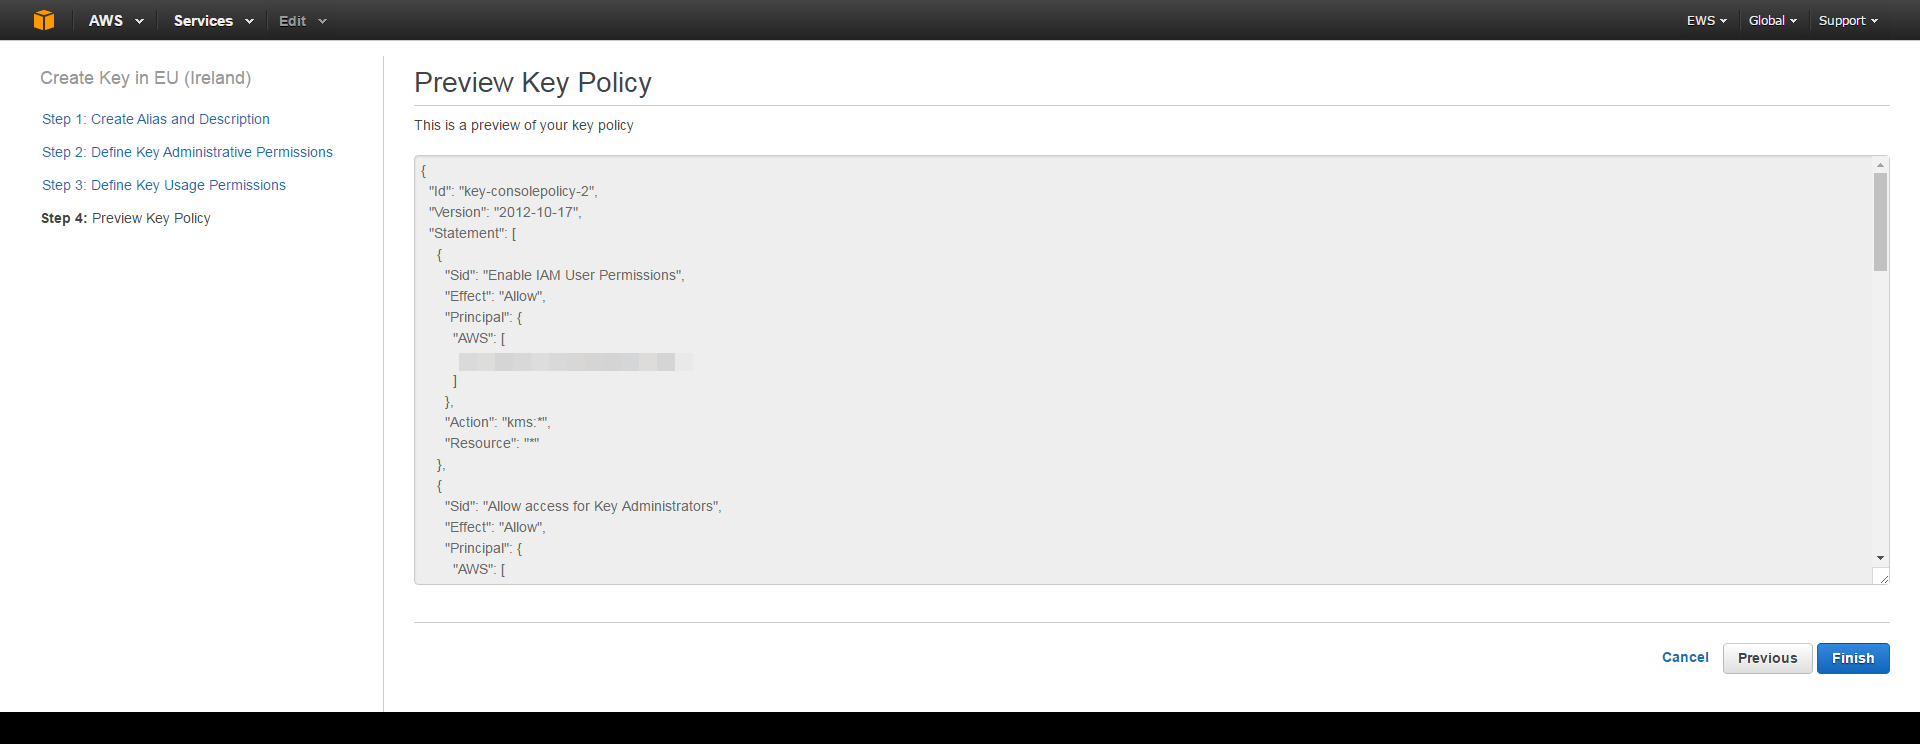 AWS Services Edit EWS Global Support
Create Key in EU (Ireland)
Step 1: Create Alias and Description
Step 2: Define Key Administrative Permissions
Step 3: Define Key Usage Permissions
Step 4: Preview Key Policy
Preview Key Policy
This is a preview of your key policy
{
"Id": "key-consolepolicy-2",
"Version": "2012-10-17",
"Statement": [
{
"Sid": "Enable IAM User Permissions",
"Effect": "Allow",
"Principal": {
"AWS": [
]
},
"Action": "kms:*",
"Resource": "*"
},
{
"Sid": "Allow access for Key Administrators",
"Effect": "Allow",
"Principal": {
"AWS": [
Cancel Previous Finish